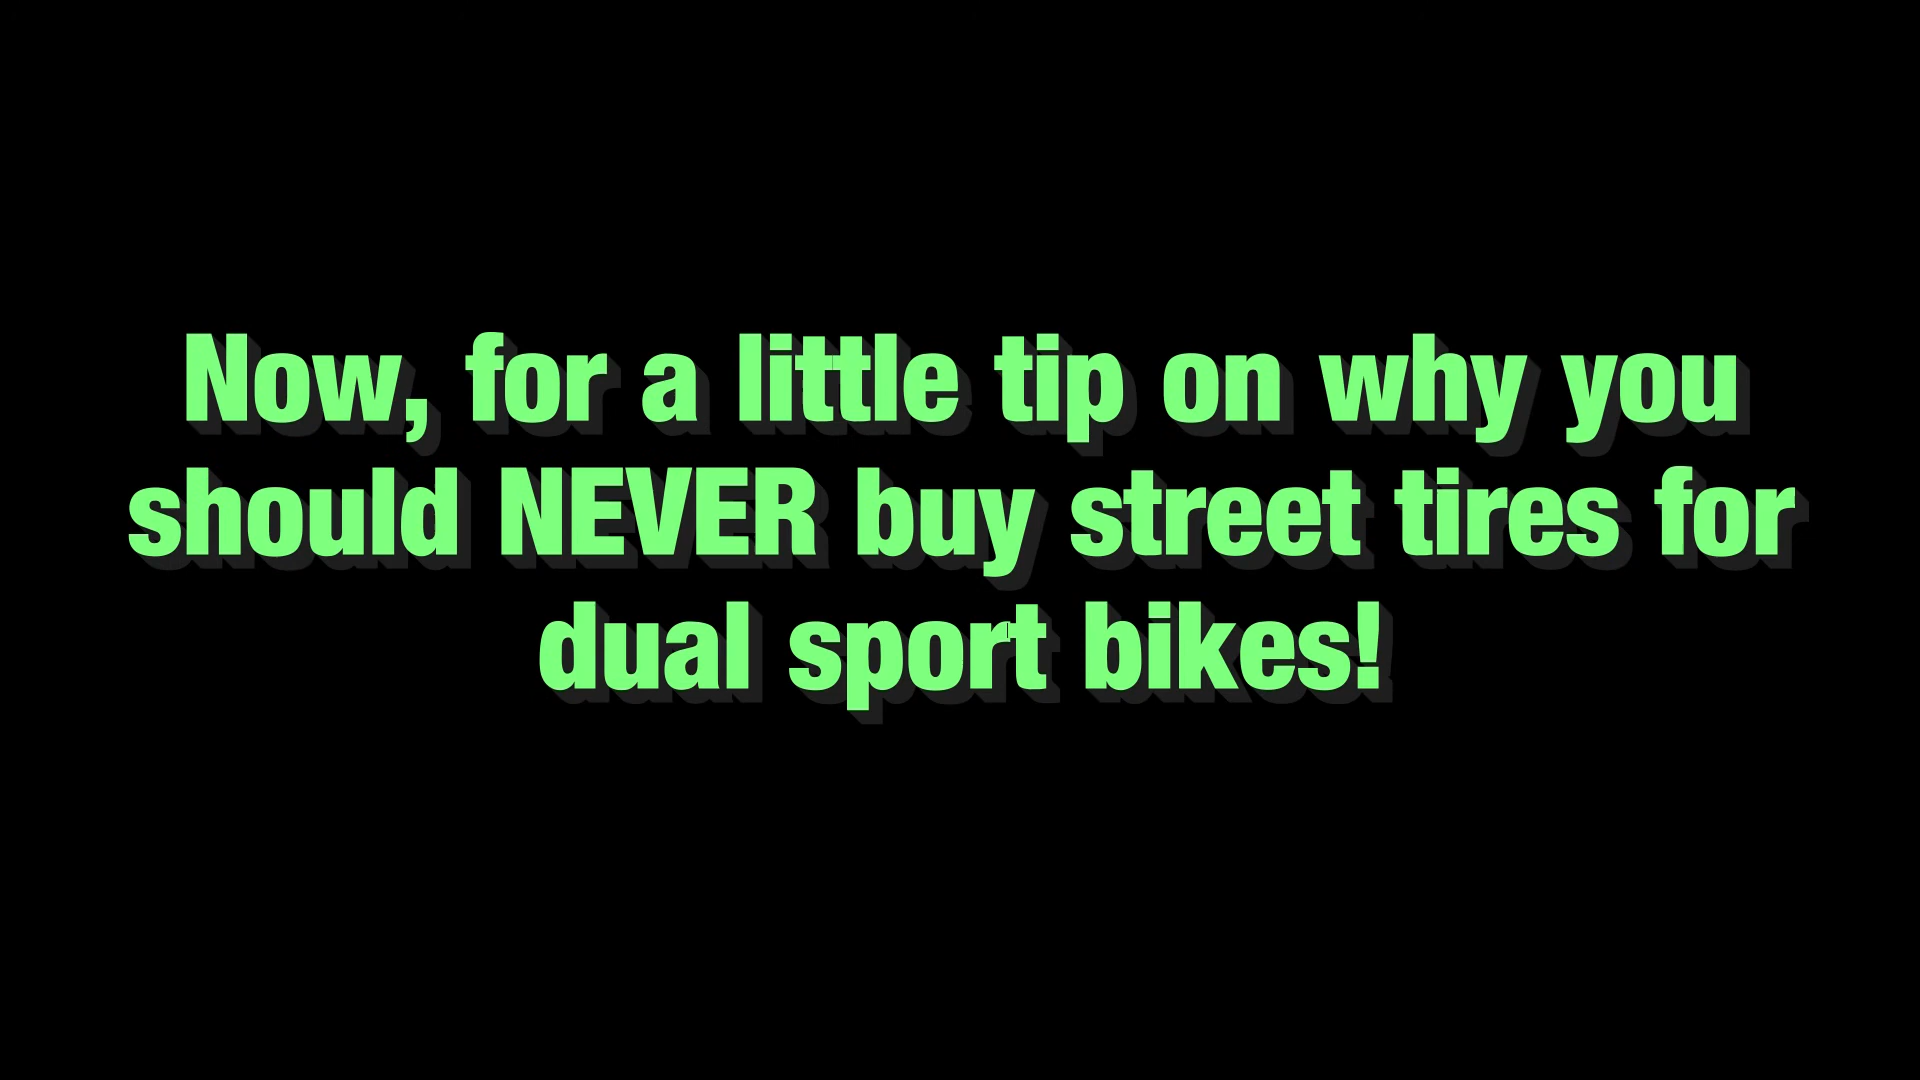 Now, for a little tip on why you
should NEVER buy street tires for
dual sport bikes!